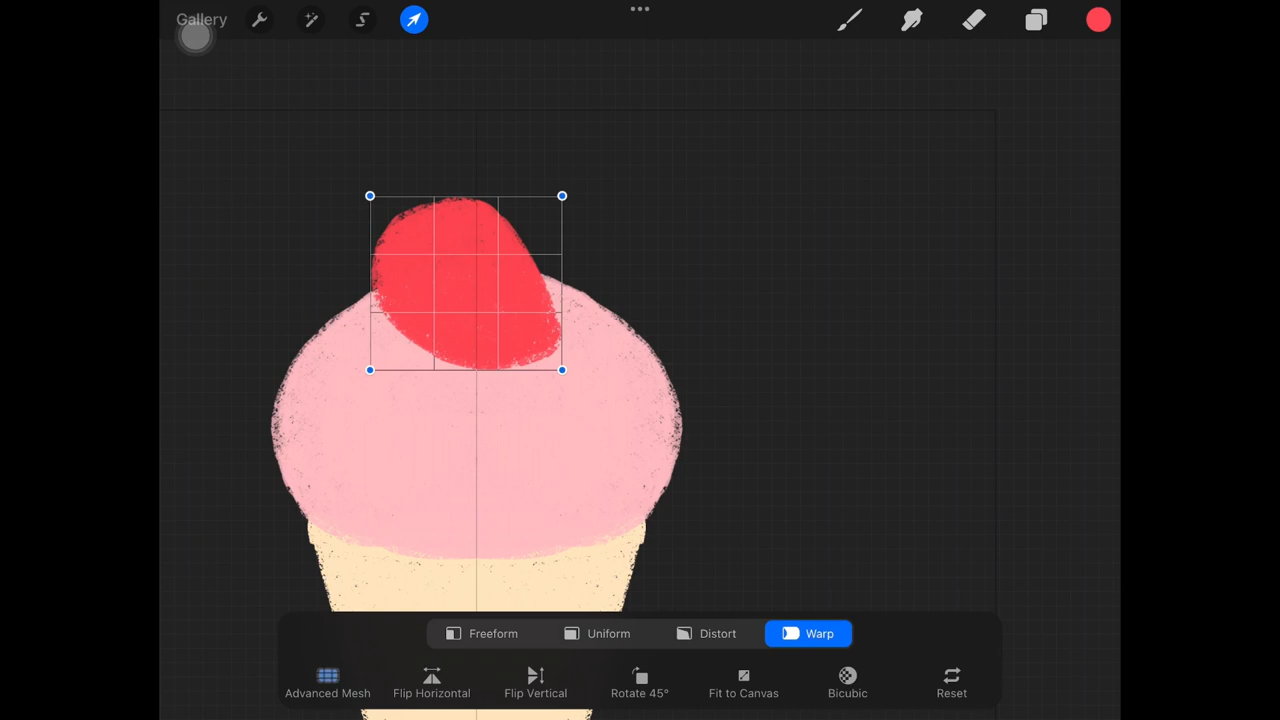 Gallery
Freeform Uniform Distort Warp
Advanced Mesh Flip Horizontal Flip Vertical Rotate 45° Fit to Canvas Bicubic Reset